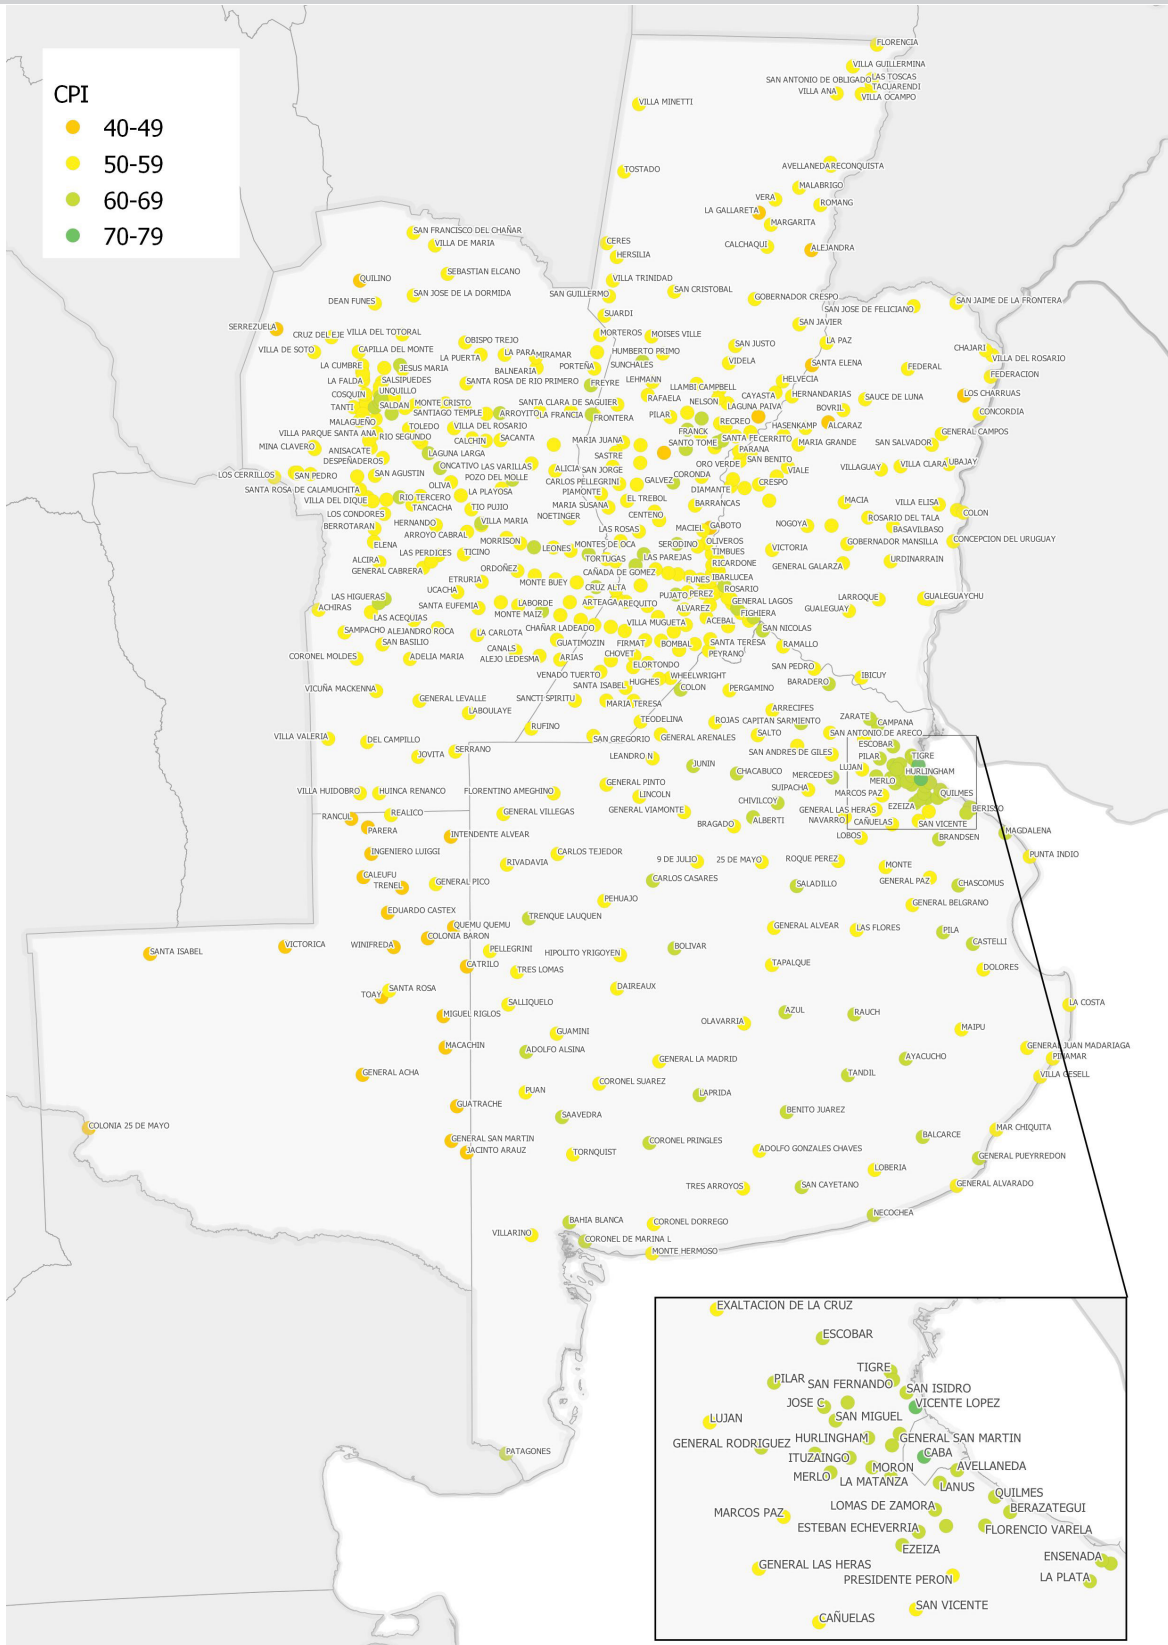 CPI
40-49
50-59
60-69
70-79
FLORENCIA
VILLA GUILLERMINA
SAN ANTONIO DE OBLIGADO
LAS TOSCAS
TACUARENDI
VILLA ANA
VILLA OCAMPO
VILLA MINETTI
TOSTADO
AVELLANEDA
RECONQUISTA
MALABRIGO
VERA
ROMANG
LA GALLARETA
MARGARITA
CALCHAQUI
ALEJANDRA
SAN FRANCISCO DEL CHAÑAR
VILLA DE MARIA
CERES
HERSILIA
QUILINO
SEBASTIAN ELCANO
VILLA TRINIDAD
DEAN FUNES
SAN JOSE DE LA DORMIDA
SAN GUILLERMO
SAN CRISTOBAL
GOBERNADOR CRESPO
SAN JOSE DE FELICIANO
SAN JAIME DE LA FRONTERA
SUARDI
SAN JAVIER
SERREZUELA
CRUZ DEL EJE
VILLA DEL TOTORAL
OBISPO TREJO
MORTEROS
MOISES VILLE
SAN JUSTO
LA PAZ
CHAJARI
VILLA DE SOTO
CAPILLA DEL MONTE
LA PUERTA
LA PARA
MIRAMAR
HUMBERTO PRIMO
VILLA DEL ROSARIO
LA CUMBRE
JESUS MARIA
BALNEARIA
PORTEÑA
SUNCHALES
VIDELA
SANTA ELENA
FEDERAL
FEDERACION
LA FALDA
SALSIPUEDES
SANTA ROSA DE RIO PRIMERO
FREYRE
LEHMANN
LLAMBI CAMPBELL
HELVECIA
COSQUIN
UNQUILLO
RAFAELA
NELSON
CAYASTA
HERNANDARIAS
SAUCE DE LUNA
LOS CHARRUAS
TANTI
SALDAN
MONTE CRISTO
SANTA CLARA DE SAGUIER
LAGUNA PAIVA
BOVRIL
CONCORDIA
SANTIAGO TEMPLE
ARROYITO
LA FRANCIA
FRONTERA
PILAR
RECREO
HASENKAMP
ALCARAZ
MALAGUEÑO
TOLEDO
VILLA DEL ROSARIO
FRANCK
VILLA PARQUE SANTA ANA
RIO SEGUNDO
CALCHIN
SACANTA
MARIA JUANA
SANTO TOME
SANTA FE
CERRITO
MARIA GRANDE
SAN SALVADOR
GENERAL CAMPOS
MINA CLAVERO
ANISACATE
LAGUNA LARGA
SASTRE
PARANA
DESPEÑADEROS
ONCATIVO
LAS VARILLAS
ALICIA
SAN JORGE
ORO VERDE
SAN BENITO
VIALE
VILLAGUAY
VILLA CLARA
UBAJAY
LOS CERRILLOS
SAN PEDRO
SAN AGUSTIN
POZO DEL MOLLE
CARLOS PELLEGRINI
GALVEZ
CORONDA
CRESPO
SANTA ROSA DE CALAMUCHITA
OLIVA
LA PLAYOSA
PIAMONTE
DIAMANTE
VILLA DEL DIQUE
RIO TERCERO
EL TREBOL
TANCACHA
TIO PUJIO
MARIA SUSANA
BARRANCAS
MACIA
VILLA ELISA
LOS CONDORES
NOETINGER
CENTENO
COLON
BERROTARAN
HERNANDO
VILLA MARIA
LAS ROSAS
MACIEL
GABOTO
NOGOYA
ROSARIO DEL TALA
BASAVILBASO
ARROYO CABRAL
ELENA
MORRISON
LEONES
MONTES DE OCA
SERODINO
OLIVEROS
VICTORIA
GOBERNADOR MANSILLA
CONCEPCION DEL URUGUAY
LAS PERDICES
TICINO
TIMBUES
ALCIRA
TORTUGAS
LAS PAREJAS
RICARDONE
GENERAL GALARZA
URDINARRAIN
GENERAL CABRERA
ORDOÑEZ
CAÑADA DE GOMEZ
ETRURIA
MONTE BUEY
CRUZ ALTA
FUNES
IBARLUCEA
UCACHA
PUJATO
PEREZ
ROSARIO
LAS HIGUERAS
LARROQUE
GUALEGUAYCHU
ACHIRAS
SANTA EUFEMIA
LABORDE
ARTEAGA
AREQUITO
ALVAREZ
GENERAL LAGOS
GUALEGUAY
LAS ACEQUIAS
MONTE MAIZ
FIGHIERA
CHAÑAR LADEADO
VILLA MUGUETA
ACEBAL
SAMPACHO
ALEJANDRO ROCA
LA CARLOTA
SAN NICOLAS
SAN BASILIO
CANALS
GUATIMOZIN
FIRMAT
BOMBAL
SANTA TERESA
RAMALLO
CORONEL MOLDES
ADELIA MARIA
ALEJO LEDESMA
ARIAS
CHOVET
PEYRANO
ELORTONDO
SAN PEDRO
VENADO TUERTO
WHEELWRIGHT
IBICUY
VICUÑA MACKENNA
SANTA ISABEL
HUGHES
COLON
PERGAMINO
BARADERO
GENERAL LEVALLE
SANCTI SPIRITU
MARIA TERESA
LABOULAYE
ARRECIFES
TEODELINA
ROJAS
CAPITAN SARMIENTO
ZARATE
CAMPANA
RUFINO
VILLA VALERIA
DEL CAMPILLO
SAN GREGORIO
GENERAL ARENALES
SALTO
SAN ANTONIO DE ARECO
SERRANO
ESCOBAR
JOVITA
LEANDRO N
SAN ANDRES DE GILES
PILAR
TIGRE
JUNIN
CHACABUCO
MERCEDES
LUJAN
HURLINGHAM
GENERAL PINTO
SUIPACHA
MERLO
VILLA HUIDOBRO
HUINCA RENANCO
FLORENTINO AMEGHINO
LINCOLN
CHIVILCOY
MARCOS PAZ
QUILMES
GENERAL VIAMONTE
GENERAL LAS HERAS
EZEIZA
BERISSO
RANCUL
REALICO
GENERAL VILLEGAS
BRAGADO
ALBERTI
NAVARRO
CAÑUELAS
SAN VICENTE
PARERA
INTENDENTE ALVEAR
LOBOS
BRANDSEN
MAGDALENA
INGENIERO LUIGGI
CARLOS TEJEDOR
9 DE JULIO
25 DE MAYO
ROQUE PEREZ
PUNTA INDIO
RIVADAVIA
MONTE
CALEUFU
TRENEL
GENERAL PICO
CARLOS CASARES
SALADILLO
GENERAL PAZ
CHASCOMUS
PEHUAJO
GENERAL BELGRANO
EDUARDO CASTEX
TRENQUE LAUQUEN
QUEMU QUEMU
GENERAL ALVEAR
LAS FLORES
PILA
COLONIA BARON
CASTELLI
SANTA ISABEL
VICTORICA
WINIFREDA
PELLEGRINI
HIPOLITO YRIGOYEN
BOLIVAR
CATRILO
TRES LOMAS
TAPALQUE
DOLORES
TOAY
SANTA ROSA
DAIREAUX
SALLIQUELO
LA COSTA
MIGUEL RIGLOS
AZUL
RAUCH
OLAVARRIA
GUAMINI
MAIPU
MACACHIN
ADOLFO ALSINA
GENERAL LA MADRID
AYACUCHO
GENERAL JUAN MADARIAGA
PINAMAR
GENERAL ACHA
CORONEL SUAREZ
TANDIL
VILLA GESELL
PUAN
LAPRIDA
GUATRACHE
SAAVEDRA
BENITO JUAREZ
COLONIA 25 DE MAYO
MAR CHIQUITA
GENERAL SAN MARTIN
CORONEL PRINGLES
BALCARCE
JACINTO ARAUZ
TORNQUIST
ADOLFO GONZALES CHAVES
GENERAL PUEYRREDON
LOBERIA
TRES ARROYOS
SAN CAYETANO
GENERAL ALVARADO
NECOCHEA
BAHIA BLANCA
CORONEL DORREGO
VILLARINO
CORONEL DE MARINA L
MONTE HERMOSO
PATAGONES
EXALTACION DE LA CRUZ
ESCOBAR
TIGRE
PILAR
SAN FERNANDO
SAN ISIDRO
JOSE C
VICENTE LOPEZ
LUJAN
SAN MIGUEL
GENERAL RODRIGUEZ
HURLINGHAM
GENERAL SAN MARTIN
ITUZAINGO
CABA
MERLO
MORON
AVELLANEDA
LA MATANZA
LANUS
QUILMES
MARCOS PAZ
LOMAS DE ZAMORA
BERAZATEGUI
ESTEBAN ECHEVERRIA
FLORENCIO VARELA
EZEIZA
ENSENADA
GENERAL LAS HERAS
PRESIDENTE PERON
LA PLATA
CAÑUELAS
SAN VICENTE